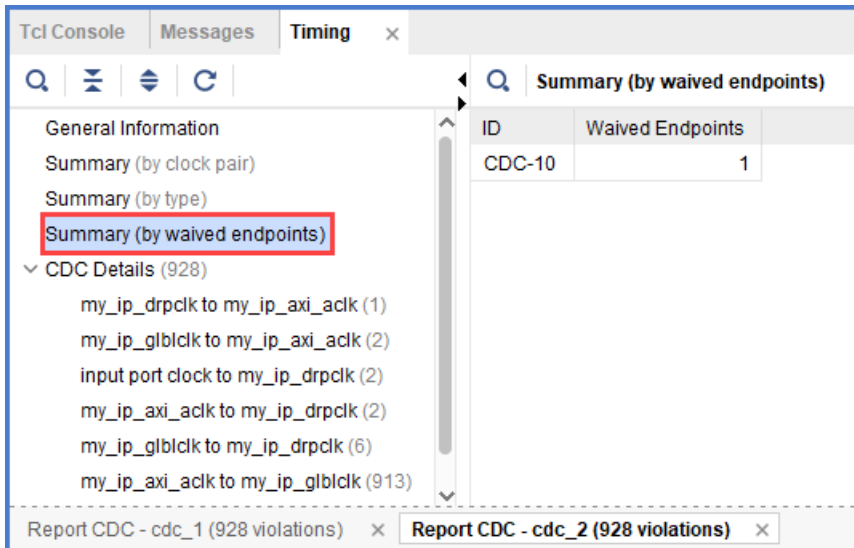 Tcl Console Messages Timing
Summary (by waived endpoints)
General Information
Summary (by clock pair)
Summary (by type)
Summary (by waived endpoints)
CDC Details (928)
my_ip_drpclk to my_ip_axi_aclk (1)
my_ip_glblclk to my_ip_axi_aclk (2)
input port clock to my_ip_drpclk (2)
my_ip_axi_aclk to my_ip_drpclk (2)
my_ip_glblclk to my_ip_drpclk (6)
my_ip_axi_aclk to my_ip_glblclk (913)
ID Waived Endpoints
CDC-10 1
Report CDC - cdc_1 (928 violations) Report CDC - cdc_2 (928 violations)